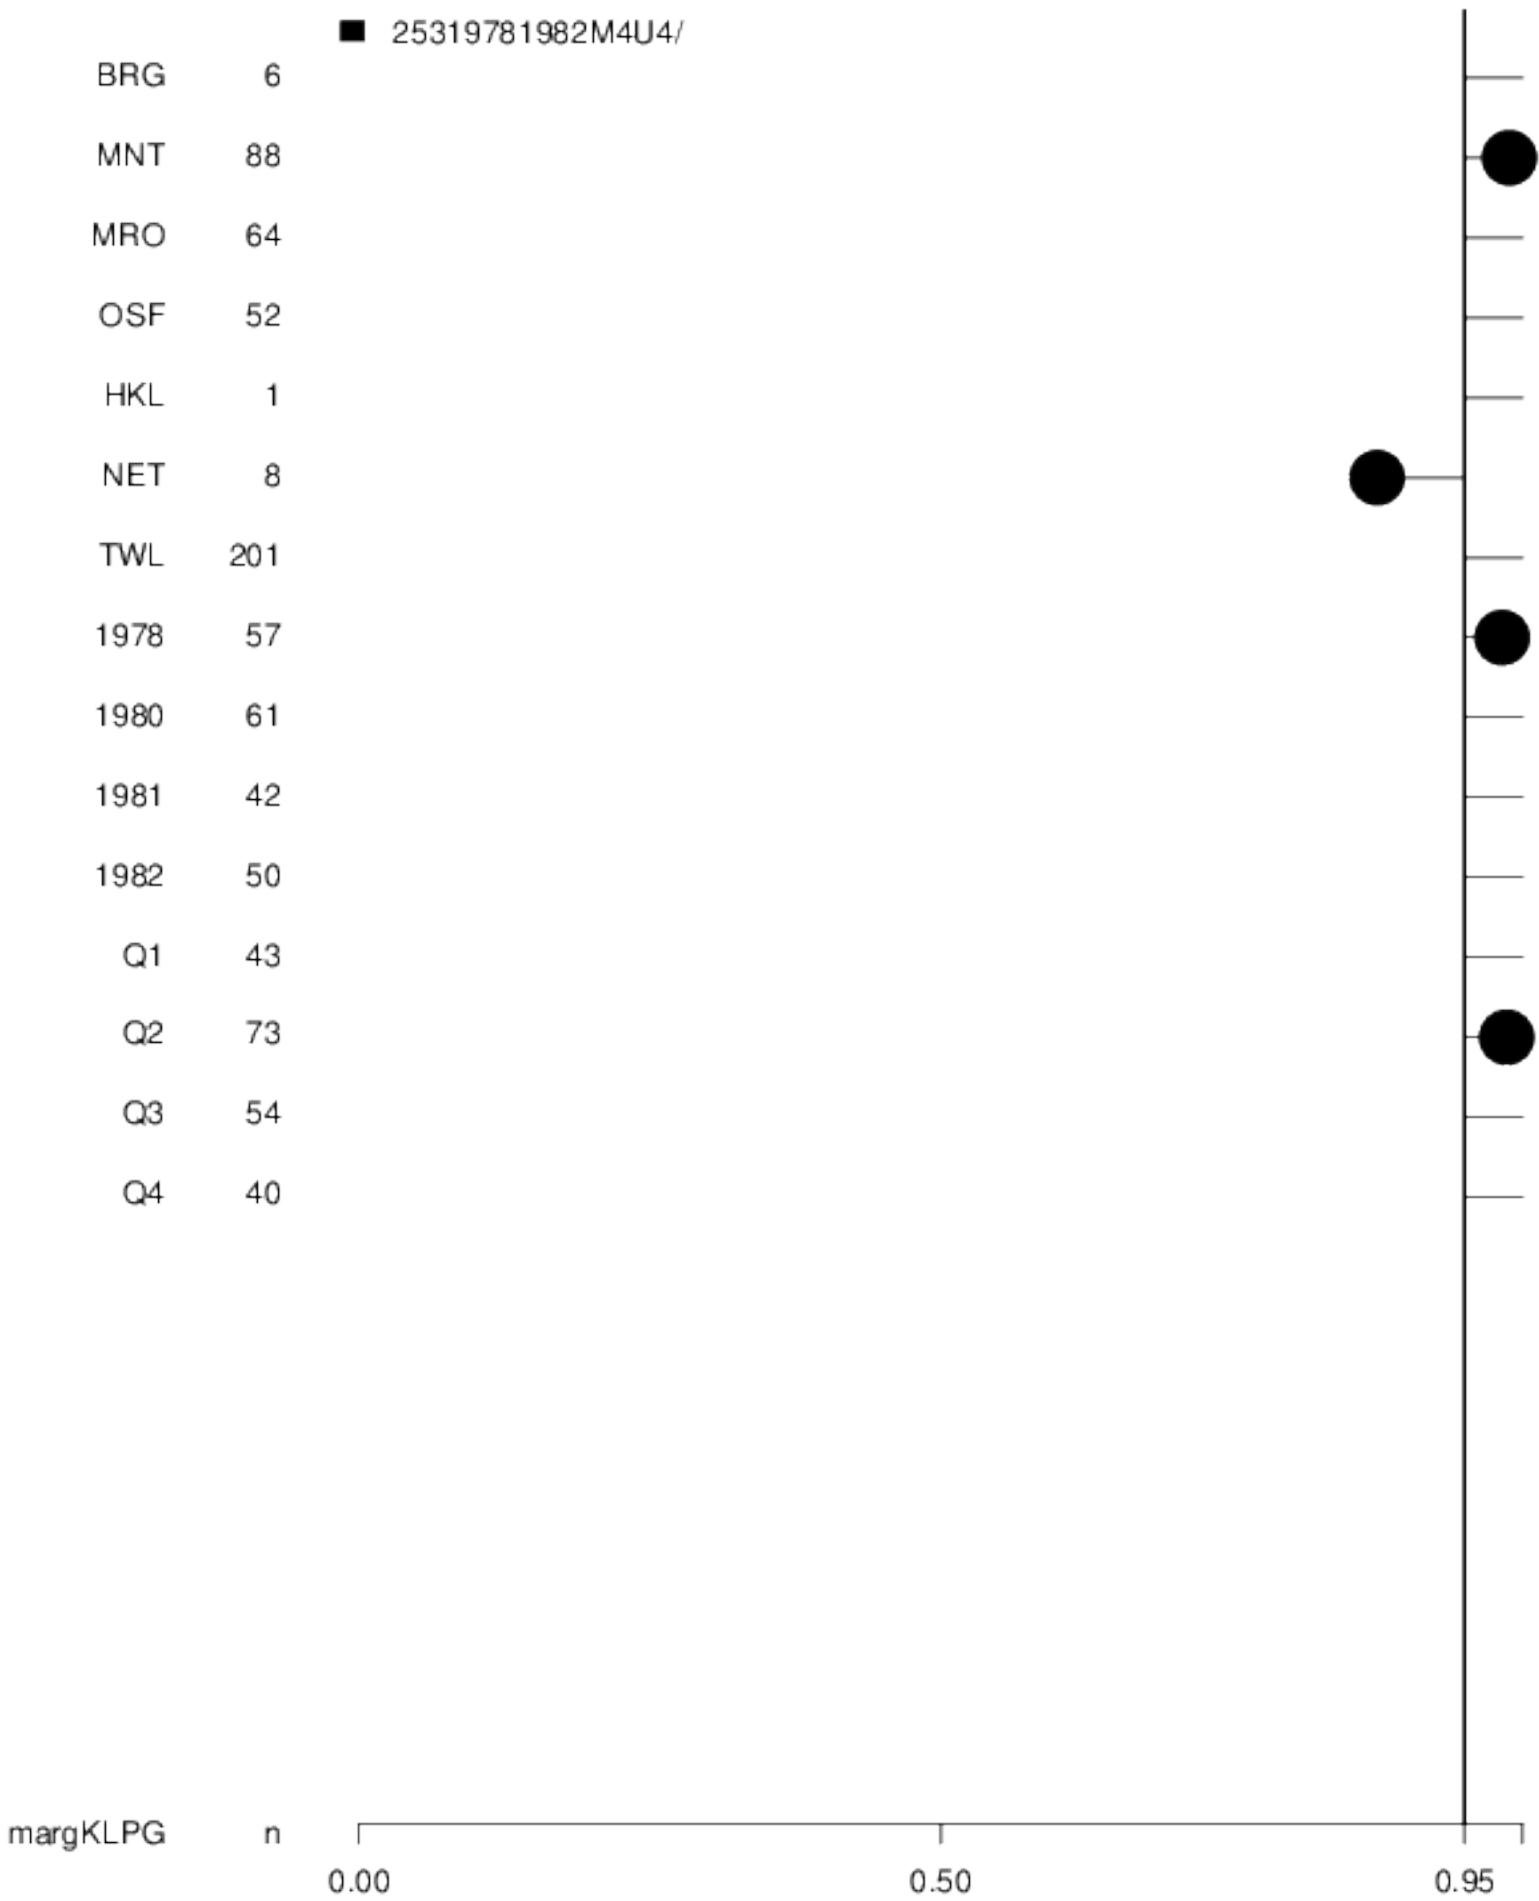 25319781982M4U4/
BRG 6
MNT 88
MRO 64
OSF 52
HKL 1
NET 8
TWL 201
1978 57
1980 61
1981 42
1982 50
Q1 43
Q2 73
Q3 54
Q4 40
margKLPG n
0.00 0.50 0.95